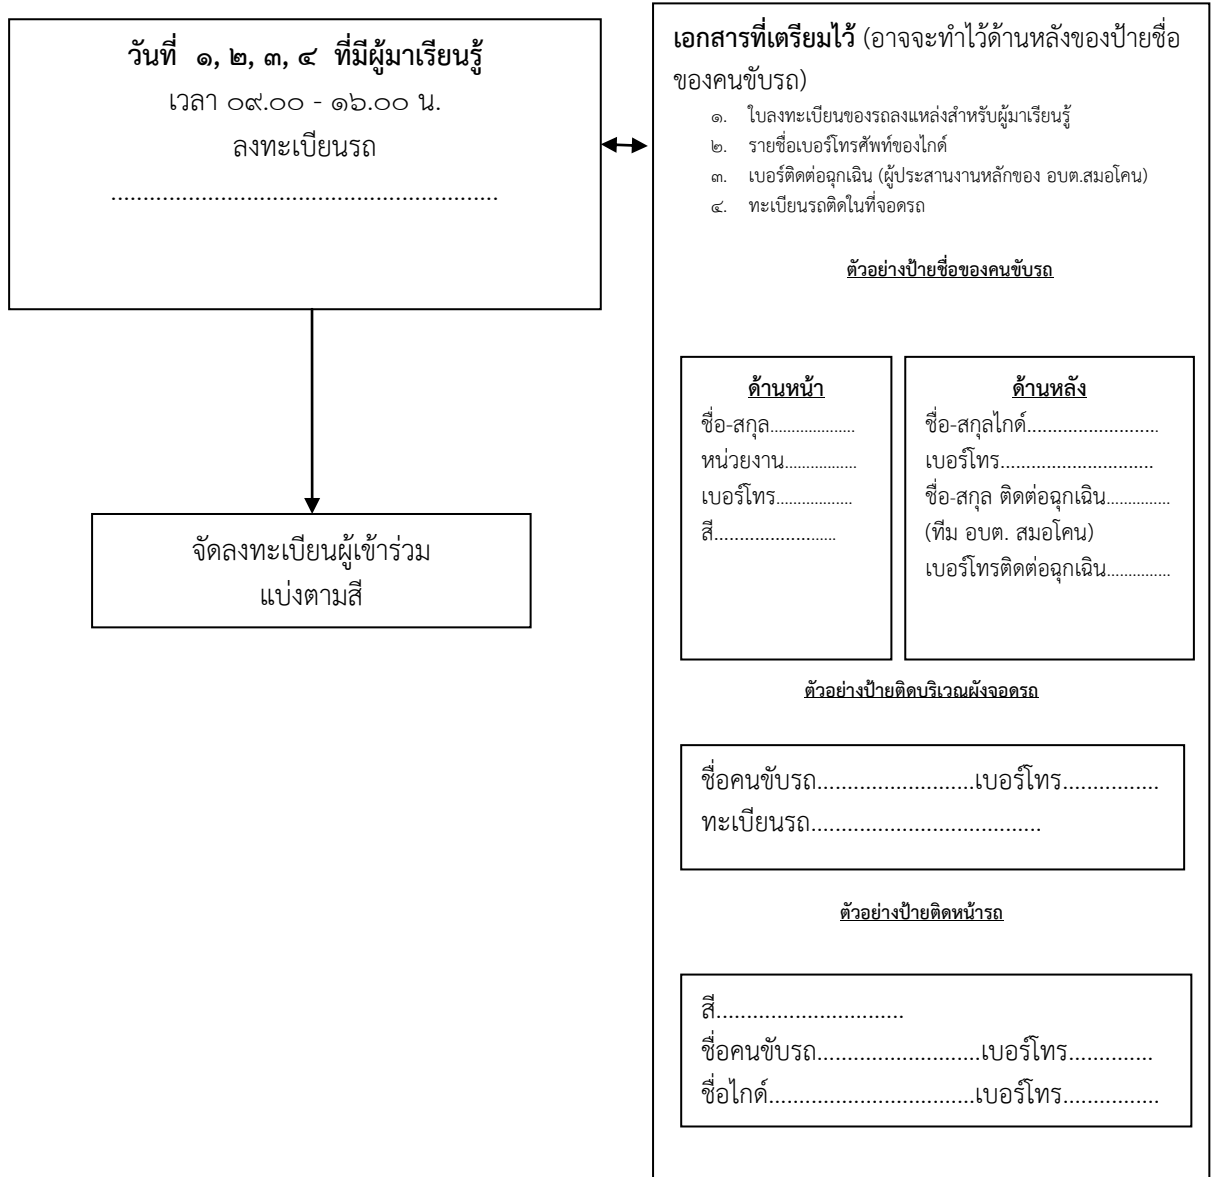 วันที่ ๑, ๒, ๓, ๔ ที่มีผู้มาเรียนรู้
เวลา ๐๙.๐๐ - ๑๖.๐๐ น.
ลงทะเบียนรถ
............................................................
จัดลงทะเบียนผู้เข้าร่วม
แบ่งตามสี
เอกสารที่เตรียมไว้ (อาจจะทำไว้ด้านหลังของป้ายชื่อ
ของคนขับรถ)
๑. ใบลงทะเบียนของรถลงแหล่งสำหรับผู้มาเรียนรู้
๒. รายชื่อเบอร์โทรศัพท์ของไกด์
๓. เบอร์ติดต่อฉุกเฉิน (ผู้ประสานงานหลักของ อบต.สมอโคน)
๔. ทะเบียนรถติดในที่จอดรถ
ตัวอย่างป้ายชื่อของคนขับรถ
ด้านหน้า
ชื่อ-สกุล....................
หน่วยงาน.................
เบอร์โทร..................
สี.........................
ด้านหลัง
ชื่อ-สกุลไกด์..........................
เบอร์โทร..............................
ชื่อ-สกุล ติดต่อฉุกเฉิน...............
(ทีม อบต. สมอโคน)
เบอร์โทรติดต่อฉุกเฉิน...............
ตัวอย่างป้ายติดบริเวณผังจอดรถ
ชื่อคนขับรถ..........................เบอร์โทร................
ทะเบียนรถ......................................
ตัวอย่างป้ายติดหน้ารถ
สี...............................
ชื่อคนขับรถ...........................เบอร์โทร..............
ชื่อไกด์..................................เบอร์โทร................